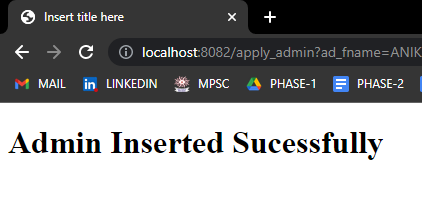 Insert title here
localhost:8082/apply_admin?ad_fname=ANIK
MAIL LINKEDIN MPSC PHASE-1 PHASE-2
Admin Inserted Sucessfully